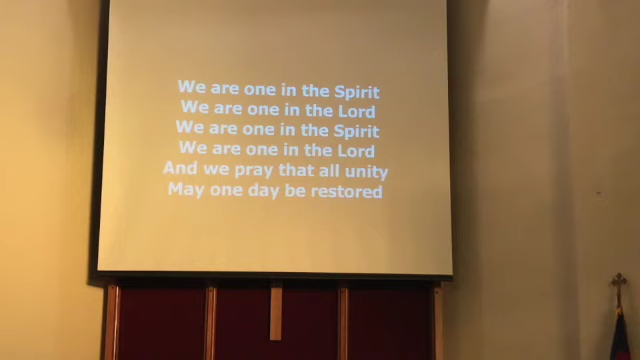 We are one in the Spirit
We are one in the Lord
We are one in the Spirit
We are one in the Lord
And we pray that all unity
May one day be restored